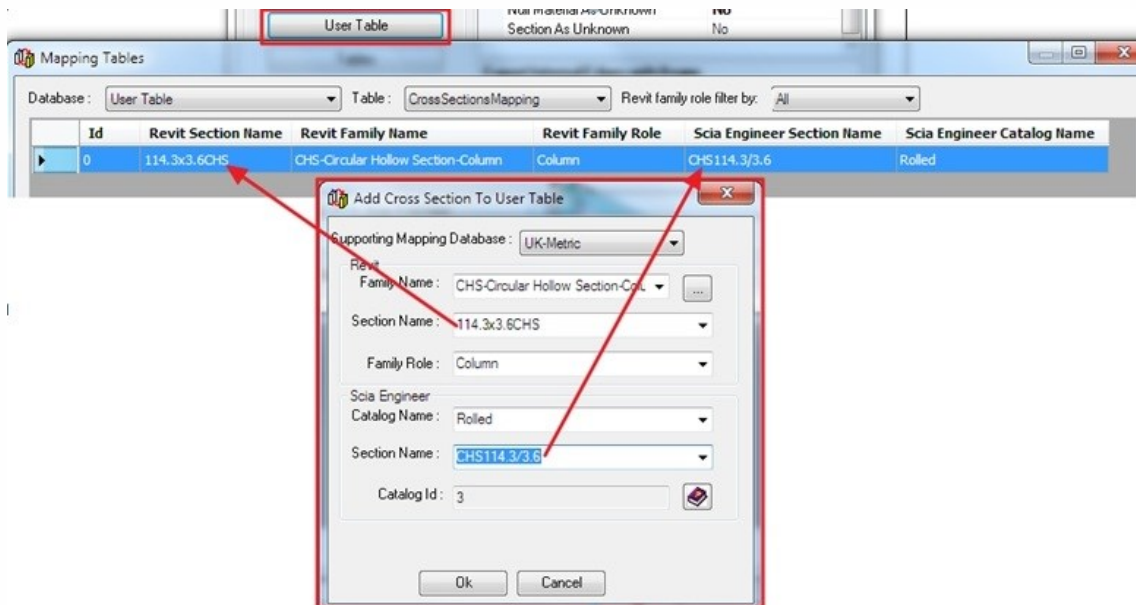 Null Material As Unknown No
User Table Section As Unknown No
Mapping Tables
Database : User Table Table : CrossSectionsMapping Revit family role filter by: All
Id Revit Section Name Revit Family Name Revit Family Role Scia Engineer Section Name Scia Engineer Catalog Name
0 114.3x3.6CHS CHS-Circular Hollow Section-Column Column CHS114.3/3.6 Rolled
Add Cross Section To User Table
Supporting Mapping Database : UK-Metric
Revit
Family Name : CHS-Circular Hollow Section-Colu ...
Section Name : 114.3x3.6CHS
Family Role : Column
Scia Engineer
Catalog Name : Rolled
Section Name : CHS114.3/3.6
Catalog Id : 3
Ok Cancel